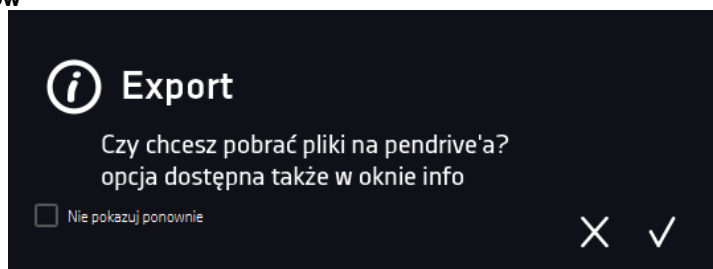 Export
Czy chcesz pobrać pliki na pendrive'a?
opcja dostępna także w oknie info
Nie pokazuj ponownie